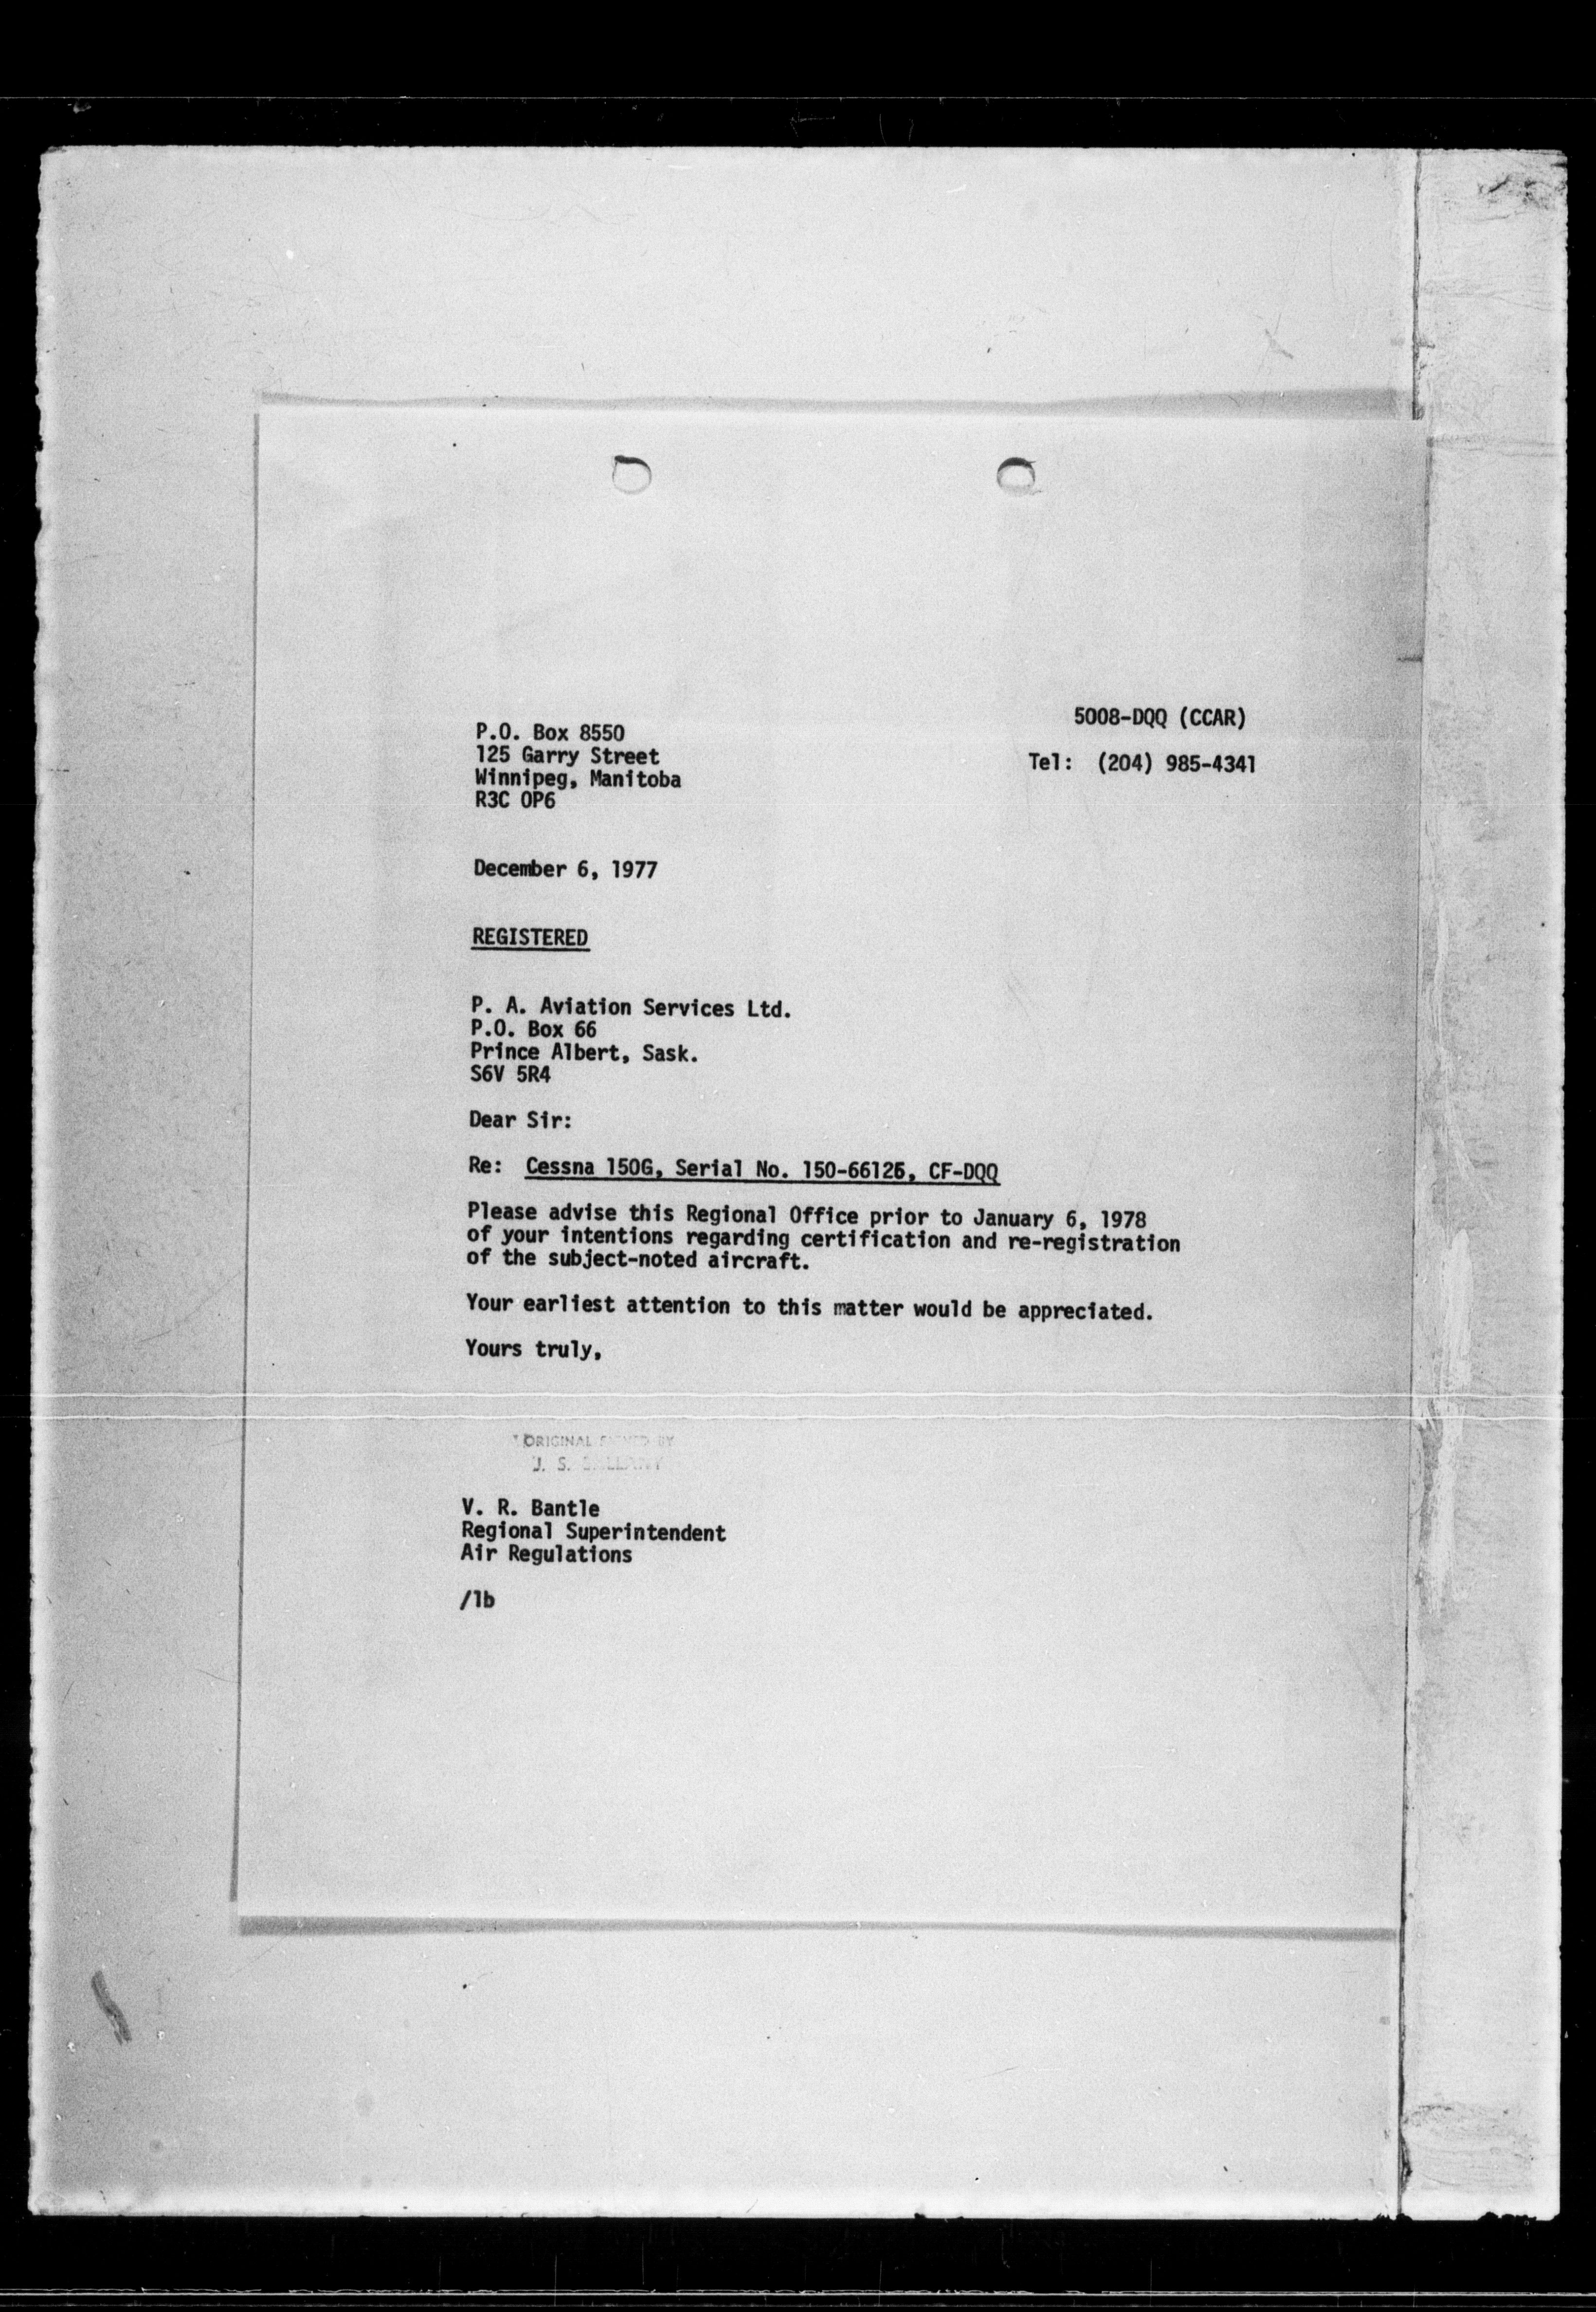 5008-DQQ (CCAR)
P.O. Box 8550
125 Garry Street
Tel: (204) 985-4341
Winnipeg, Manitoba
R3C OP6
December 6, 1977
REGISTERED
P. A. Aviation Services Ltd.
P.O. Box 66
Prince Albert, Sask.
S6V 5R4
Dear Sir:
Re: Cessna 150G, Serial No. 150-66126, CF-DQQ
Please advise this Regional Office prior to January 6, 1978
of your intentions regarding certification and re-registration
of the subject-noted aircraft.
Your earliest attention to this matter would be appreciated.
Yours truly,
ORIGINAL SIGNED BY
J. S.
V. R. Bantle
Regional Superintendent
Air Regulations
/lb